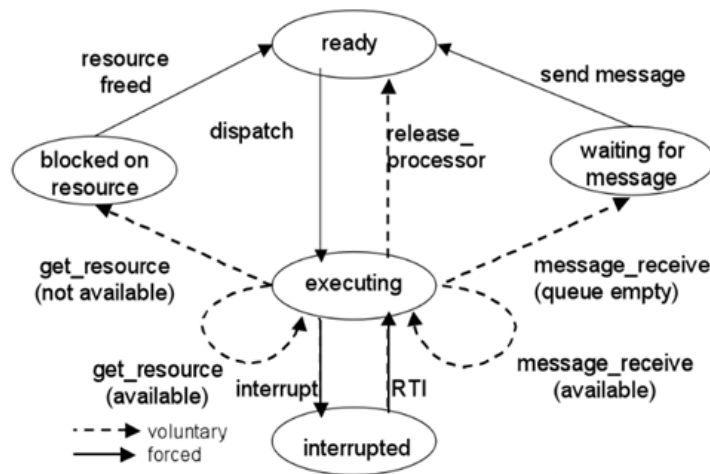 ready
resource
freed
send message
dispatch
release_
processor
blocked on
resource
waiting for
message
get_resource
(not available)
executing
message_receive
(queue empty)
get_resource
(available)
interrupt
RTI
message_receive
(available)
voluntary
forced
interrupted